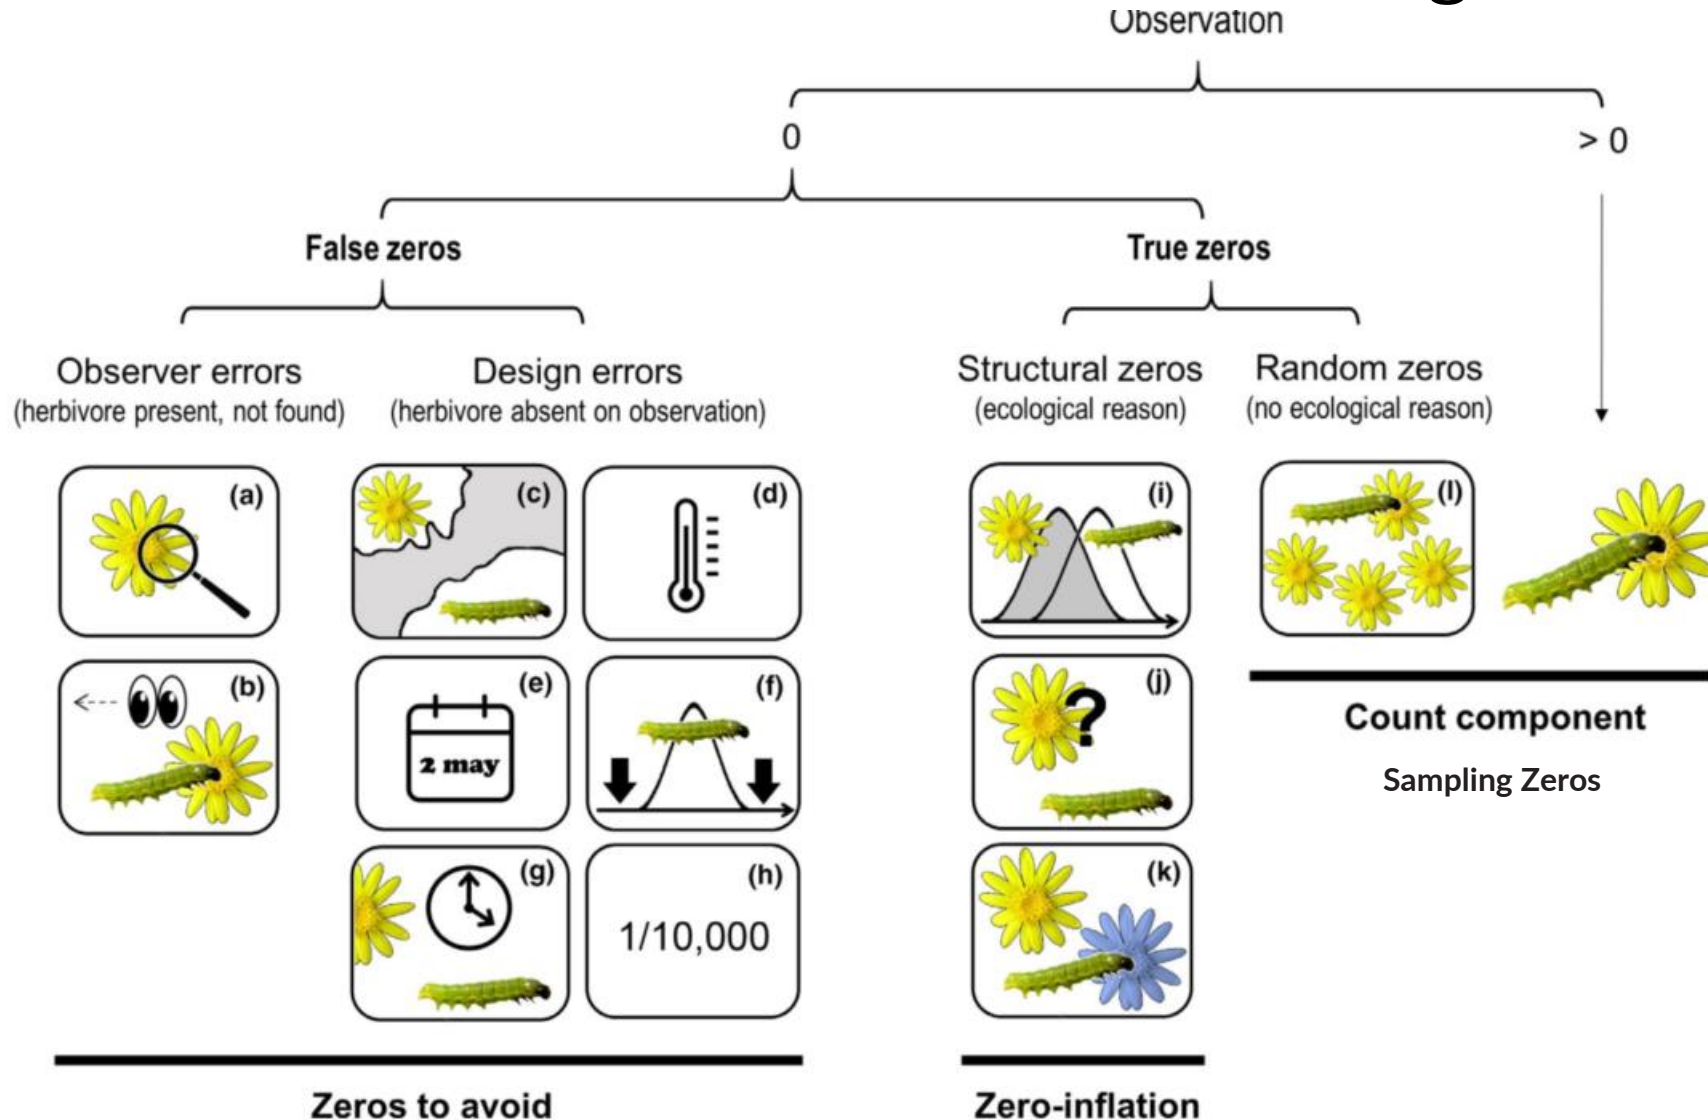 Observation
0
> 0
False zeros
True zeros
Observer errors
(herbivore present, not found)
Design errors
(herbivore absent on observation)
Structural zeros
(ecological reason)
Random zeros
(no ecological reason)
(a)
(b)
(c)
(d)
(e)
2 may
(f)
(g)
(h)
1/10,000
(i)
(j)
?
(k)
(l)
Count component
Sampling Zeros
Zeros to avoid
Zero-inflation